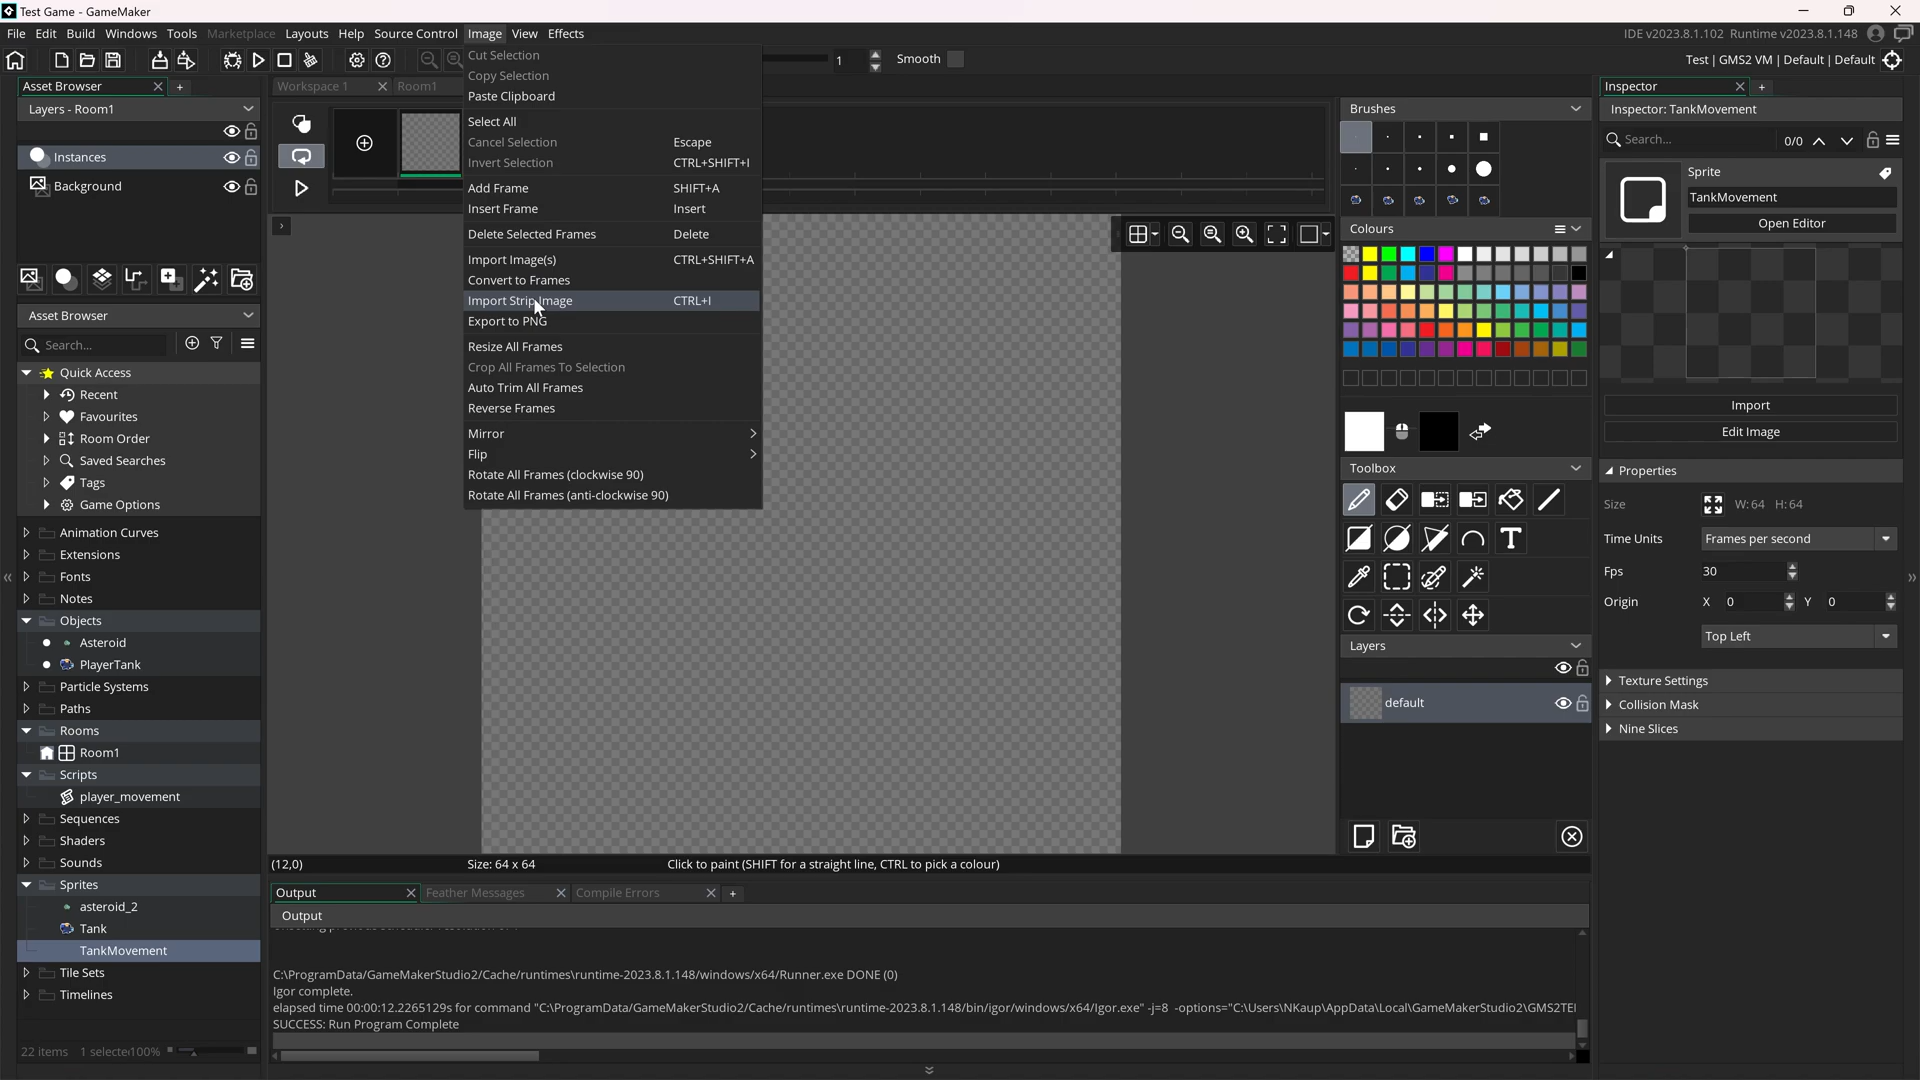 Test Game - GameMaker
File Edit Build Windows Tools Marketplace Layouts Help Source Control Image View Effects
IDE v2023.8.1.102 Runtime v2023.8.1.148
1 Smooth
Test | GMS2 VM | Default | Default
Asset Browser
Workspace 1
Room1
Layers - Room1
Instances
Background
Asset Browser
Search...
Quick Access
Recent
Favourites
Room Order
Saved Searches
Tags
Game Options
Animation Curves
Extensions
Fonts
Notes
Objects
Asteroid
PlayerTank
Particle Systems
Paths
Rooms
Room1
Scripts
player_movement
Sequences
Shaders
Sounds
Sprites
asteroid_2
Tank
TankMovement
Tile Sets
Timelines
22 items 1 selecte 100%
Cut Selection
Copy Selection
Paste Clipboard
Select All
Cancel Selection Escape
Invert Selection CTRL+SHIFT+I
Add Frame SHIFT+A
Insert Frame Insert
Delete Selected Frames Delete
Import Image(s) CTRL+SHIFT+A
Convert to Frames
Import Strip Image CTRL+I
Export to PNG
Resize All Frames
Crop All Frames To Selection
Auto Trim All Frames
Reverse Frames
Mirror
Flip
Rotate All Frames (clockwise 90)
Rotate All Frames (anti-clockwise 90)
(12,0) Size: 64 x 64 Click to paint (SHIFT for a straight line, CTRL to pick a colour)
Output Feather Messages Compile Errors
Output
C:\ProgramData/GameMakerStudio2/Cache/runtimes\runtime-2023.8.1.148/windows/x64/Runner.exe DONE (0)
Igor complete.
elapsed time 00:00:12.2265129s for command "C:\ProgramData/GameMakerStudio2/Cache/runtimes\runtime-2023.8.1.148/bin/igor/windows/x64/Igor.exe" -j=8 -options="C:\Users\NKaup\AppData\Local\GameMakerStudio2\GMS2TE
SUCCESS: Run Program Complete
Brushes
Colours
Toolbox
Layers
default
Inspector
Inspector: TankMovement
Search... 0/0
Sprite
TankMovement
Open Editor
Import
Edit Image
Properties
Size W: 64 H: 64
Time Units Frames per second
Fps 30
Origin X 0 Y 0
Top Left
Texture Settings
Collision Mask
Nine Slices